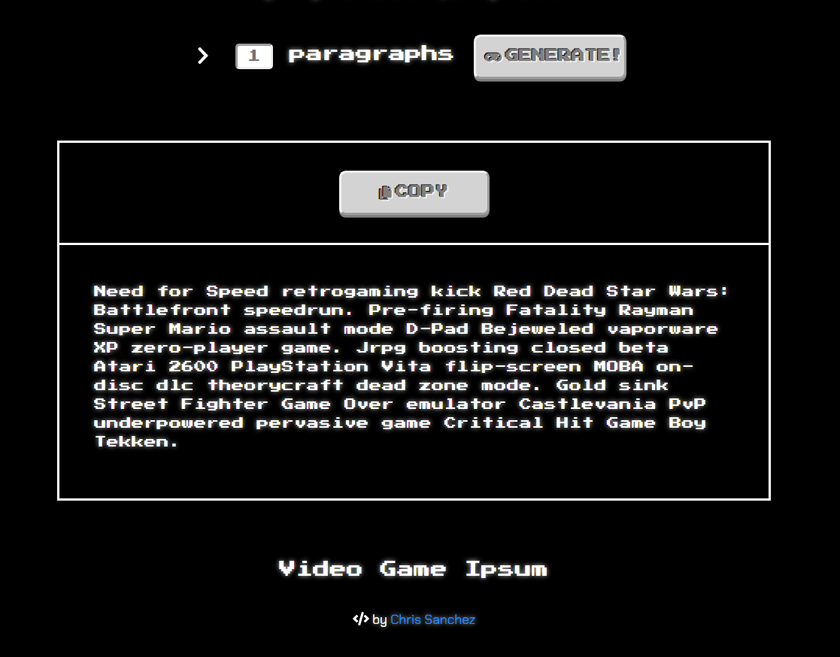 1 paragraphs GENERATE!
COPY
Need for Speed retrogaming kick Red Dead Star Wars:
Battlefront speedrun. Pre-firing Fatality Rayman
Super Mario assault mode D-Pad Bejeweled vaporware
XP zero-player game. Jrpg boosting closed beta
Atari 2600 PlayStation Vita flip-screen MOBA on-
disc dlc theorycraft dead zone mode. Gold sink
Street Fighter Game Over emulator Castlevania PvP
underpowered pervasive game Critical Hit Game Boy
Tekken.
Video Game Ipsum
</> by Chris Sanchez